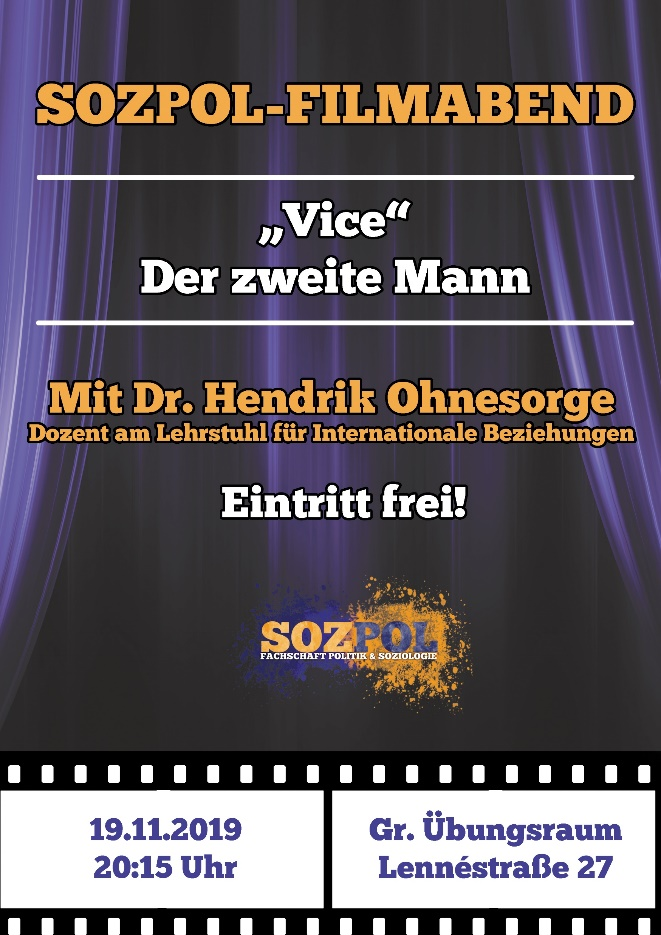 SOZPOL-FILMABEND
„Vice“
Der zweite Mann
Mit Dr. Hendrik Ohnesorge
Dozent am Lehrstuhl für Internationale Beziehungen
Eintritt frei!
SOZPOL
FACHSCHAFT POLITIK & SOZIOLOGIE
19.11.2019
20:15 Uhr
Gr. Übungsraum
Lennéstraße 27